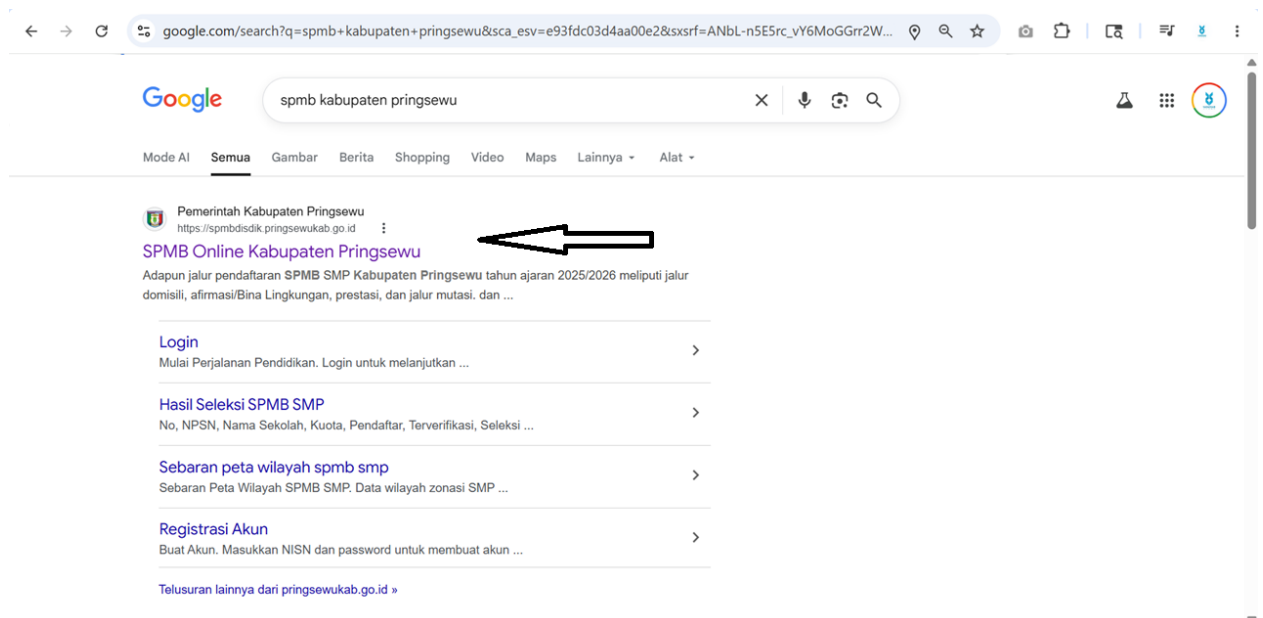 google.com/search?q=spmb+kabupaten+pringsewu&sca_esv=e93fdc03d4aa00e2&sxsrf=ANbL-n5E5rc_vY6MoGGrr2W...
Google
spmb kabupaten pringsewu
Mode AI Semua Gambar Berita Shopping Video Maps Lainnya Alat
Pemerintah Kabupaten Pringsewu
https://spmbdisdik.pringsewukab.go.id
SPMB Online Kabupaten Pringsewu
Adapun jalur pendaftaran SPMB SMP Kabupaten Pringsewu tahun ajaran 2025/2026 meliputi jalur
domisili, afirmasi/Bina Lingkungan, prestasi, dan jalur mutasi. dan ...
Login
Mulai Perjalanan Pendidikan. Login untuk melanjutkan ...
Hasil Seleksi SPMB SMP
No, NPSN, Nama Sekolah, Kuota, Pendaftar, Terverifikasi, Seleksi ...
Sebaran peta wilayah spmb smp
Sebaran Peta Wilayah SPMB SMP. Data wilayah zonasi SMP ...
Registrasi Akun
Buat Akun. Masukkan NISN dan password untuk membuat akun ...
Telusuran lainnya dari pringsewukab.go.id »